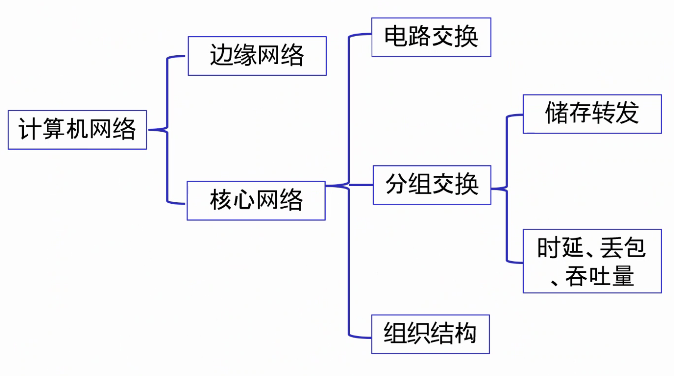 计算机网络
边缘网络
核心网络
电路交换
分组交换
组织结构
储存转发
时延、丢包
、吞吐量